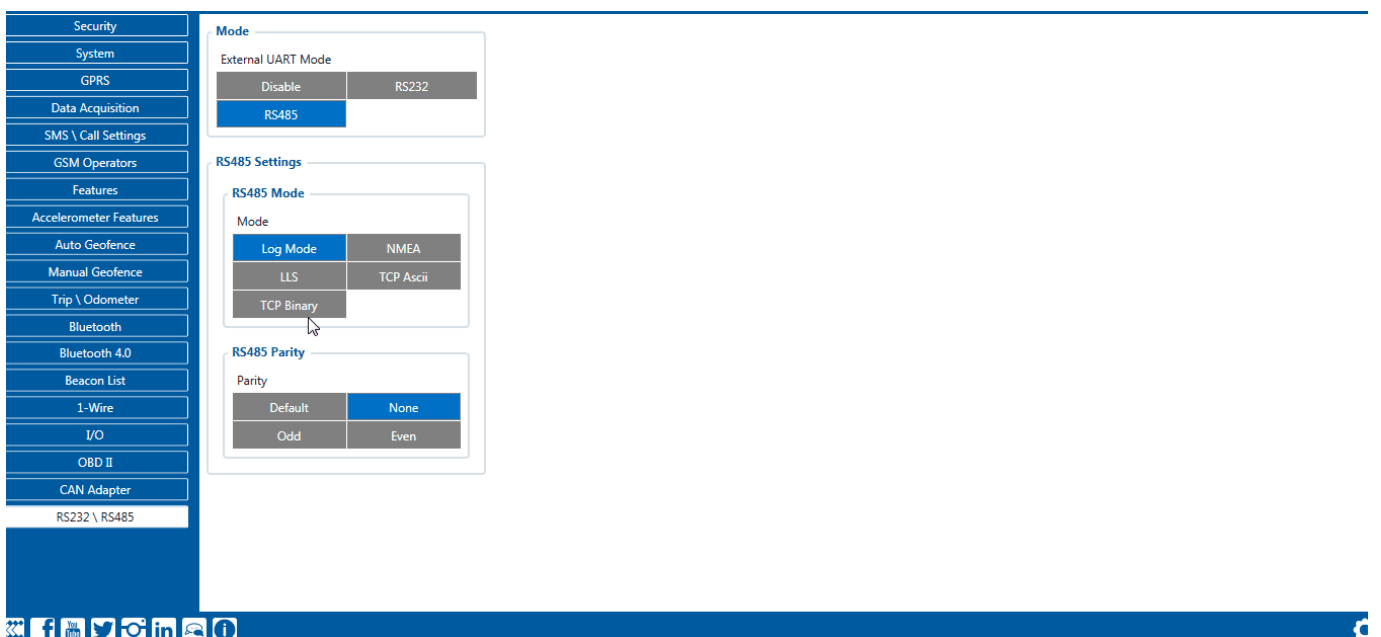 Security
System
GPRS
Data Acquisition
SMS \ Call Settings
GSM Operators
Features
Accelerometer Features
Auto Geofence
Manual Geofence
Trip \ Odometer
Bluetooth
Bluetooth 4.0
Beacon List
1-Wire
I/O
OBD II
CAN Adapter
RS232 \ RS485
Mode
External UART Mode
Disable RS232
RS485
RS485 Settings
RS485 Mode
Mode
Log Mode NMEA
LLS TCP Ascii
TCP Binary
RS485 Parity
Parity
Default None
Odd Even
You Tube